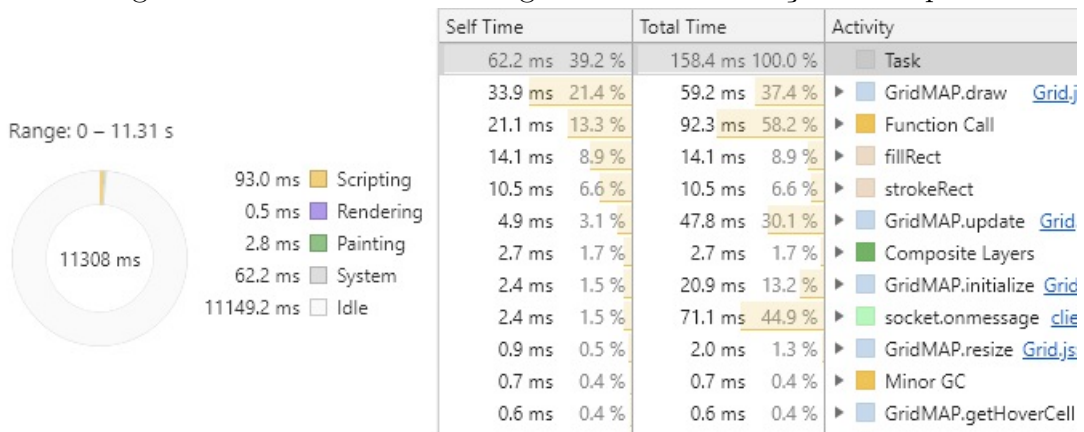 Range: 0 – 11.31 s
11308 ms
93.0 ms Scripting
0.5 ms Rendering
2.8 ms Painting
62.2 ms System
11149.2 ms Idle
Self Time Total Time Activity
62.2 ms 39.2 % 158.4 ms 100.0 % Task
33.9 ms 21.4 % 59.2 ms 37.4 % GridMAP.draw Grid.j
21.1 ms 13.3 % 92.3 ms 58.2 % Function Call
14.1 ms 8.9 % 14.1 ms 8.9 % fillRect
10.5 ms 6.6 % 10.5 ms 6.6 % strokeRect
4.9 ms 3.1 % 47.8 ms 30.1 % GridMAP.update Grid.
2.7 ms 1.7 % 2.7 ms 1.7 % Composite Layers
2.4 ms 1.5 % 20.9 ms 13.2 % GridMAP.initialize Grid
2.4 ms 1.5 % 71.1 ms 44.9 % socket.onmessage clie
0.9 ms 0.5 % 2.0 ms 1.3 % GridMAP.resize Grid.js
0.7 ms 0.4 % 0.7 ms 0.4 % Minor GC
0.6 ms 0.4 % 0.6 ms 0.4 % GridMAP.getHoverCell